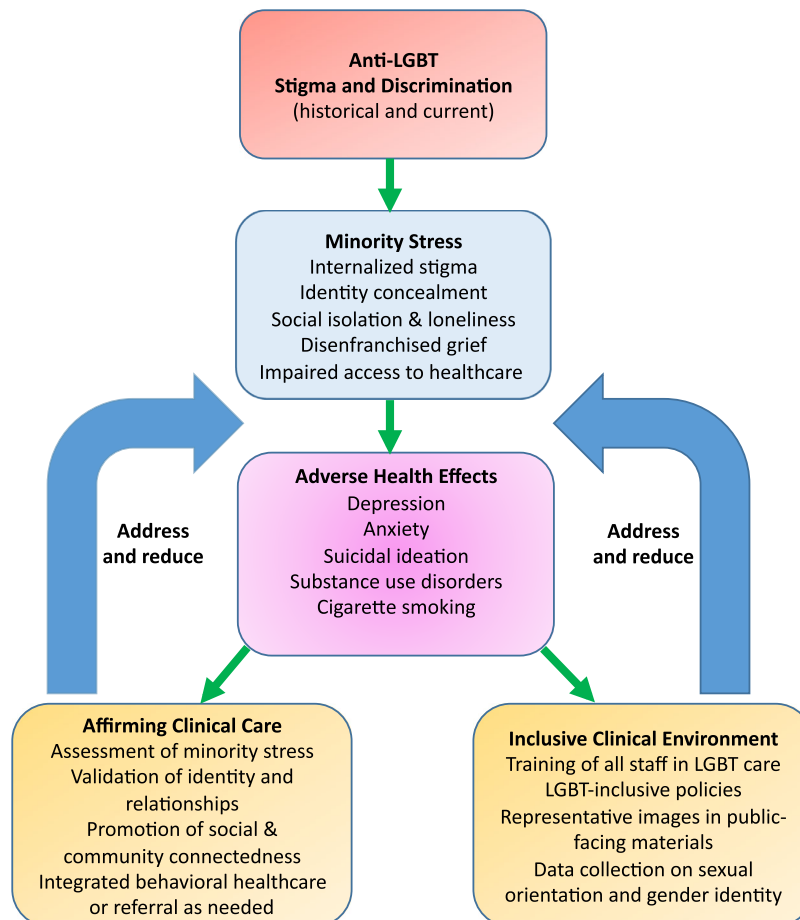 Anti-LGBT
Stigma and Discrimination
(historical and current)
Minority Stress
Internalized stigma
Identity concealment
Social isolation & loneliness
Disenfranchised grief
Impaired access to healthcare
Adverse Health Effects
Depression
Anxiety
Suicidal ideation
Substance use disorders
Cigarette smoking
Address
and reduce
Address
and reduce
Affirming Clinical Care
Assessment of minority stress
Validation of identity and
relationships
Promotion of social &
community connectedness
Integrated behavioral healthcare
or referral as needed
Inclusive Clinical Environment
Training of all staff in LGBT care
LGBT-inclusive policies
Representative images in public-
facing materials
Data collection on sexual
orientation and gender identity